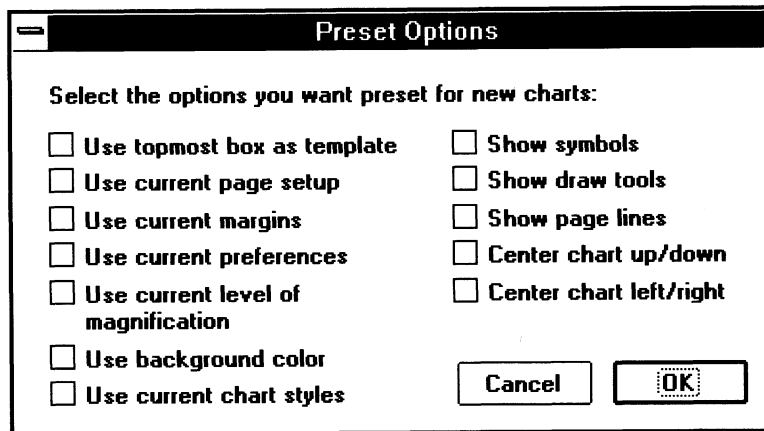 Preset Options
Select the options you want preset for new charts:
Use topmost box as template
Use current page setup
Use current margins
Use current preferences
Use current level of
magnification
Use background color
Use current chart styles
Show symbols
Show draw tools
Show page lines
Center chart up/down
Center chart left/right
Cancel
OK